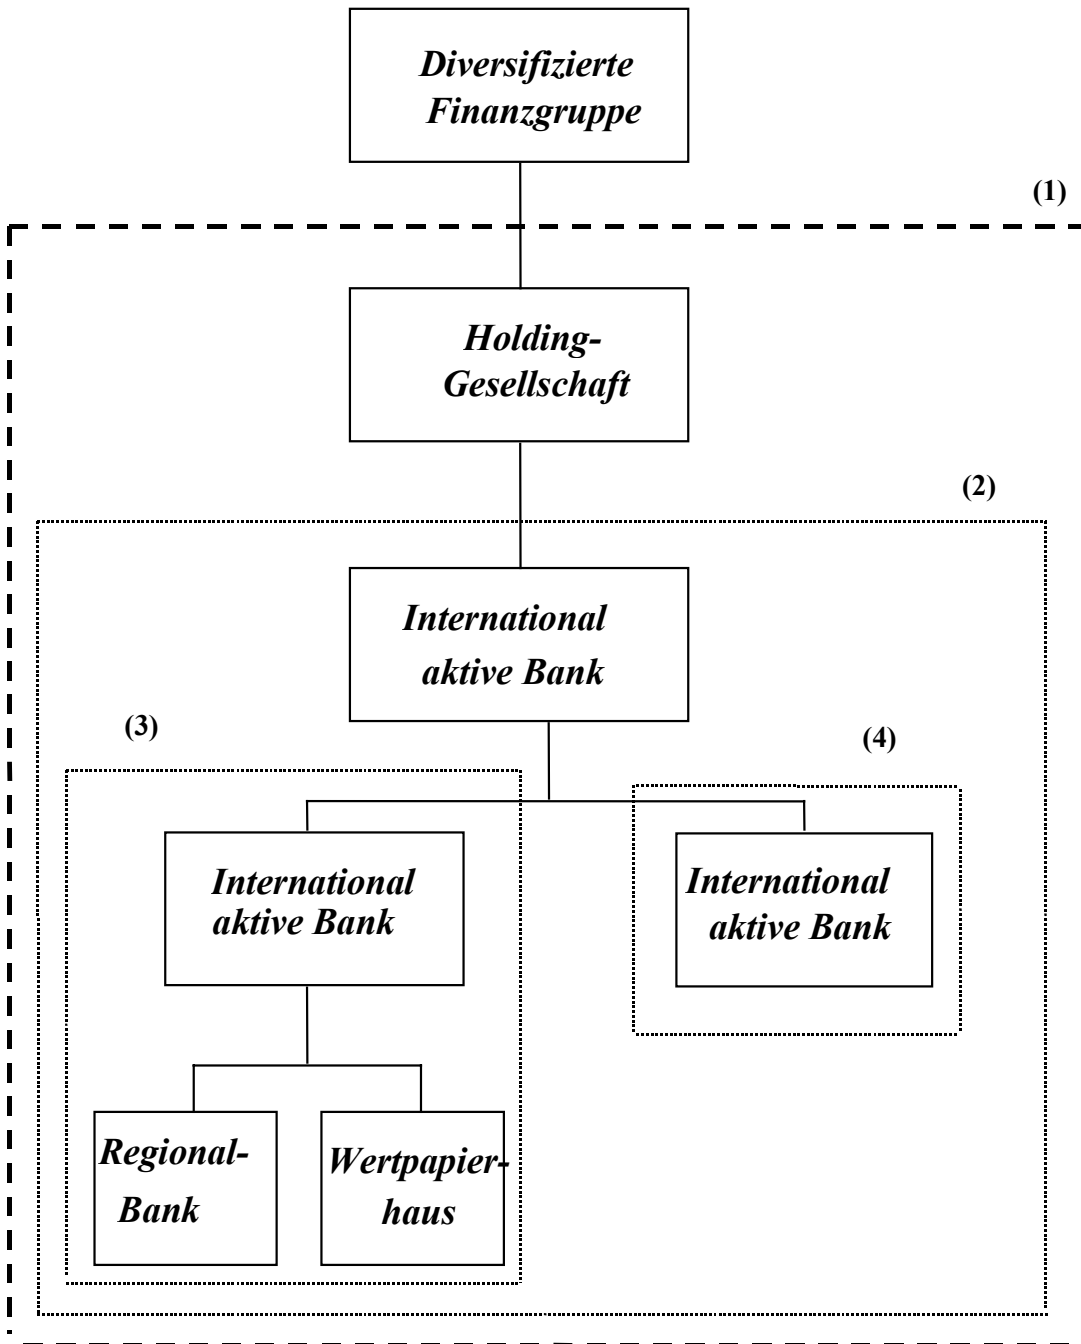 Diversifizierte
Finanzgruppe
(1)
Holding-
Gesellschaft
(2)
International
aktive Bank
(3)
(4)
International
aktive Bank
International
aktive Bank
Regional-
Bank
Wertpapier-
haus